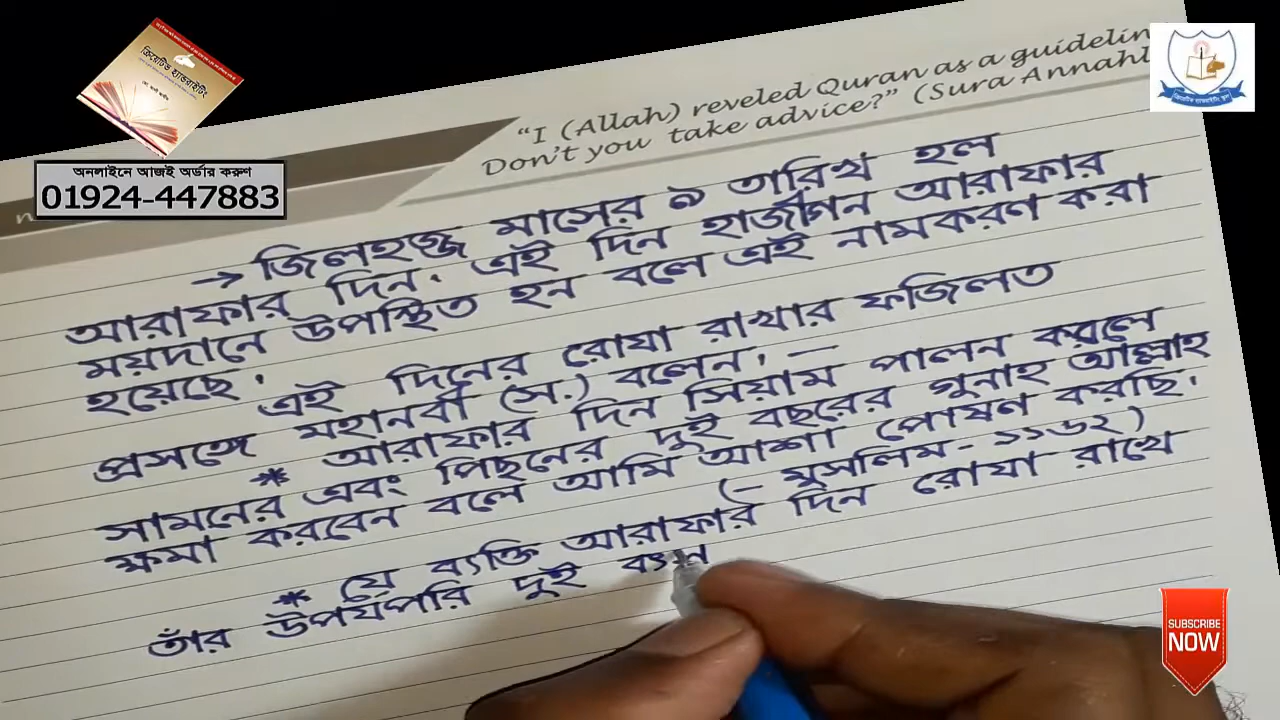 ক্রিয়েটিভ হ্যান্ডরাইটিং
অনলাইনে আজই অর্ডার করুণ
01924-447883
"I (Allah) reveled Quran as a guidelin
Don't you take advice?" (Sura Annahl
→ জিলহজ্জ মাসের ৯ তারিখ হল
আরাফার দিন. এই দিন হাজীগন আরাফার
ময়দানে উপস্থিত হন বলে এই নামকরণ করা
হয়েছে.
এই দিনের রোযা রাখার ফজিলত
প্রসঙ্গে মহানবী (স.) বলেন. —
* আরাফার দিন সিয়াম পালন করলে
সামনের এবং পিছনের দুই বছরের গুনাহ আল্লাহ
ক্ষমা করবেন বলে আমি আশা পোষণ করছি.
(- মুসলিম - ১১৬২)
* যে ব্যক্তি আরাফার দিন রোযা রাখে
তাঁর উপর্যপরি দুই
SUBSCRIBE
NOW